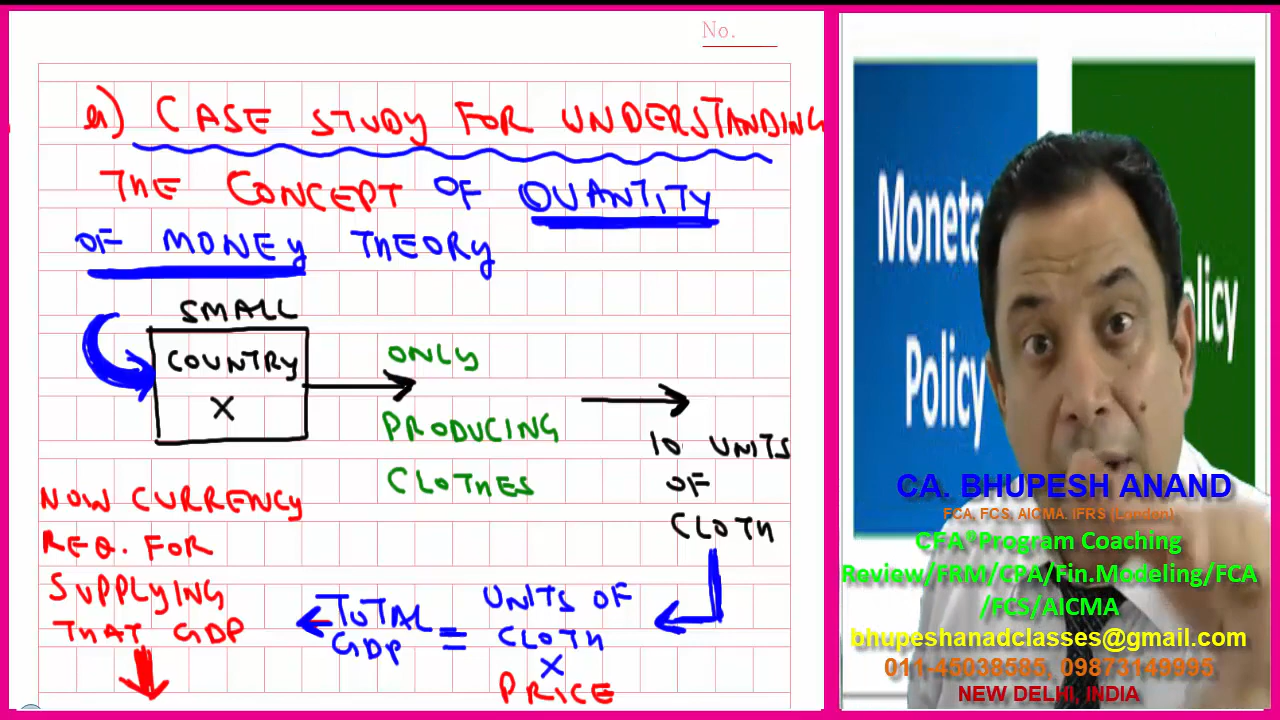 No.
a) CASE STUDY FOR UNDERSTANDING
THE CONCEPT OF QUANTITY
OF MONEY THEORY
SMALL
COUNTRY
X
ONLY
PRODUCING
CLOTHES
10 UNITS
OF
CLOTH
NOW CURRENCY
REQ. FOR
SUPPLYING
THAT GDP
TOTAL
GDP
=
UNITS OF
CLOTH
X
PRICE
Moneta
Policy
olicy
CA. BHUPESH ANAND
FCA, FCS, AICMA. IFRS (London)
CFA®Program Coaching
Review/FRM/CPA/Fin.Modeling/FCA
/FCS/AICMA
bhupeshanadclasses@gmail.com
011-45038585, 09873149995
NEW DELHI, INDIA